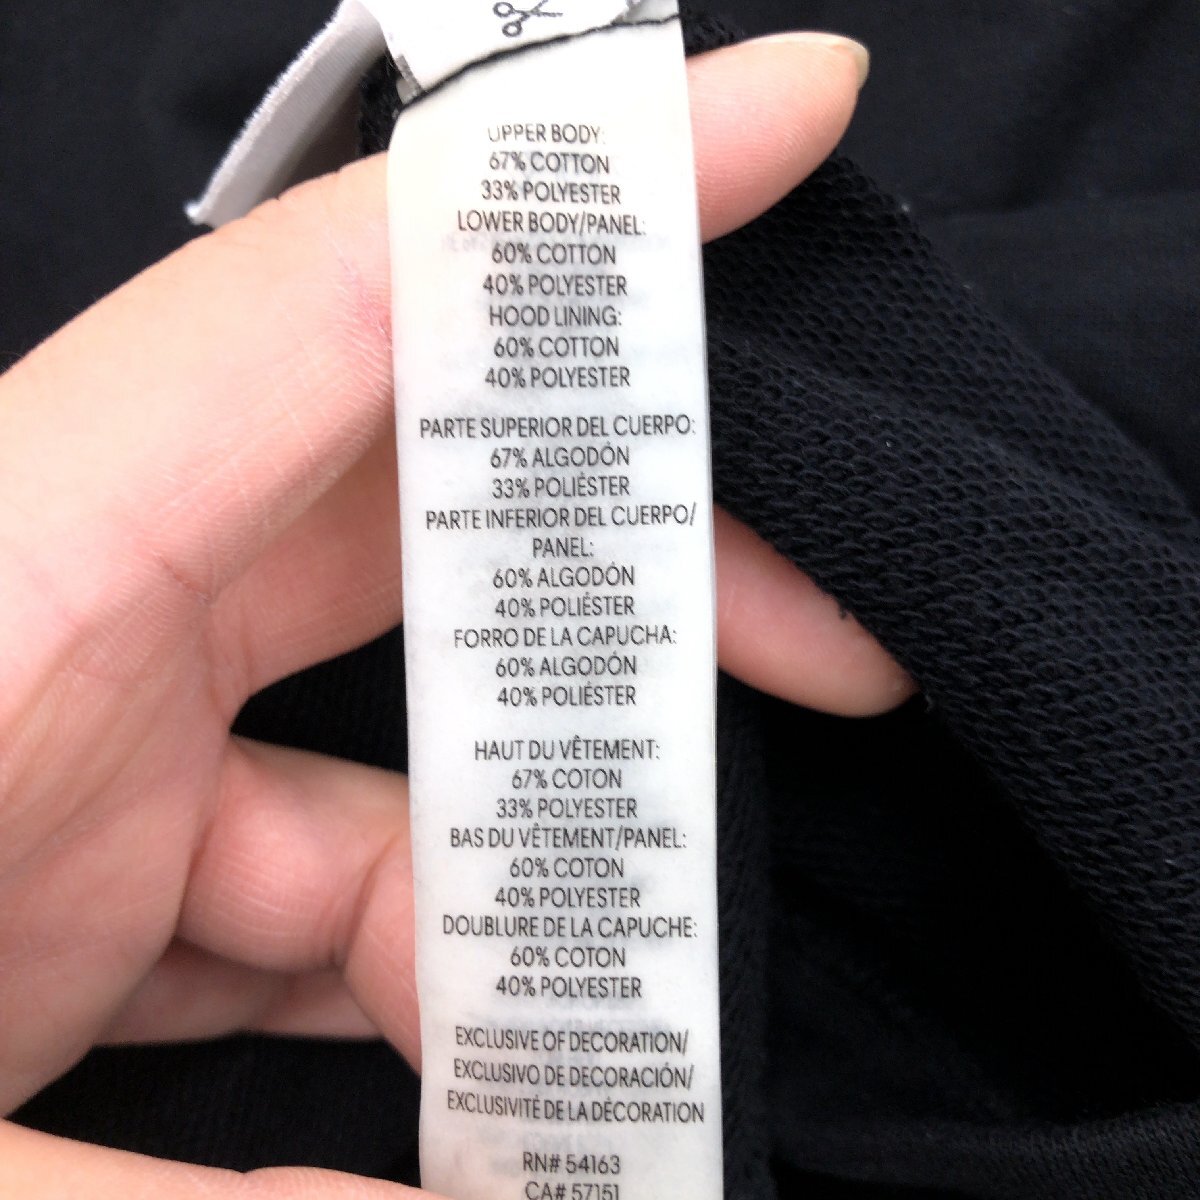 UPPER BODY:
67% COTTON
33% POLYESTER
LOWER BODY/PANEL:
60% COTTON
40% POLYESTER
HOOD LINING:
60% COTTON
40% POLYESTER
PARTE SUPERIOR DEL CUERPO:
67% ALGODÓN
33% POLIÉSTER
PARTE INFERIOR DEL CUERPO/
PANEL:
60% ALGODÓN
40% POLIÉSTER
FORRO DE LA CAPUCHA:
60% ALGODÓN
40% POLIÉSTER
HAUT DU VÊTEMENT:
67% COTON
33% POLYESTER
BAS DU VÊTEMENT/PANEL:
60% COTON
40% POLYESTER
DOUBLURE DE LA CAPUCHE:
60% COTON
40% POLYESTER
EXCLUSIVE OF DECORATION/
EXCLUSIVO DE DECORACIÓN/
EXCLUSIVITÉ DE LA DÉCORATION
RN# 54163
CA# 57151